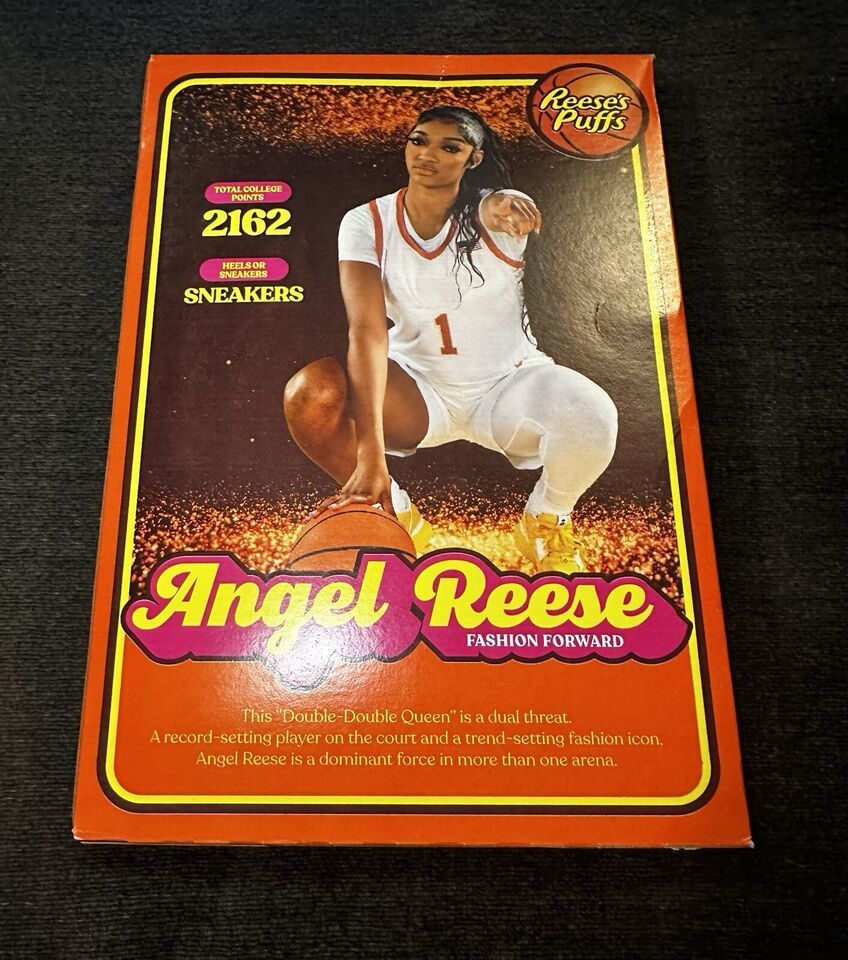 Reese's
Puffs
TOTAL COLLEGE
POINTS
2162
HEELS OR
SNEAKERS
SNEAKERS
1
Angel Reese
FASHION FORWARD
This "Double-Double Queen" is a dual threat.
A record-setting player on the court and a trend-setting fashion icon,
Angel Reese is a dominant force in more than one arena.